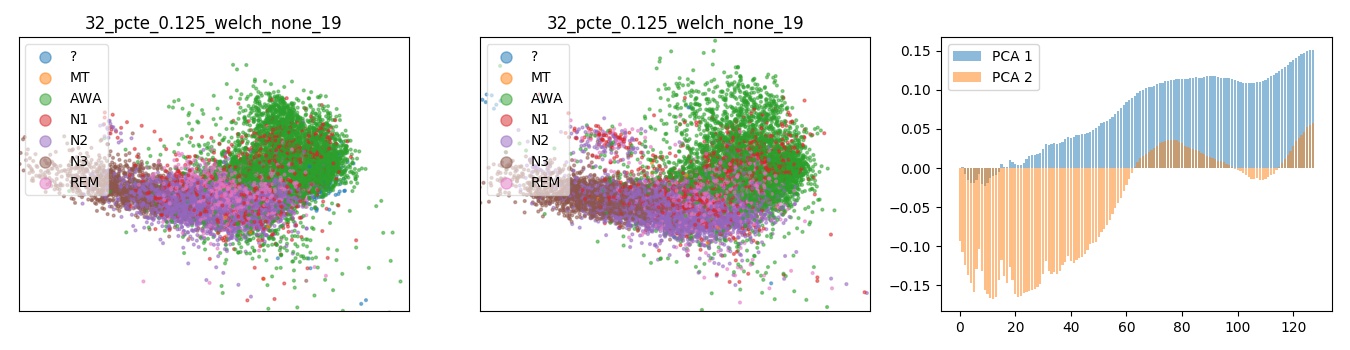 32_pcte_0.125_welch_none_19
?
MT
AWA
N1
N2
N3
REM
32_pcte_0.125_welch_none_19
?
MT
AWA
N1
N2
N3
REM
PCA 1
PCA 2
0.15
0.10
0.05
0.00
−0.05
−0.10
−0.15
0 20 40 60 80 100 120